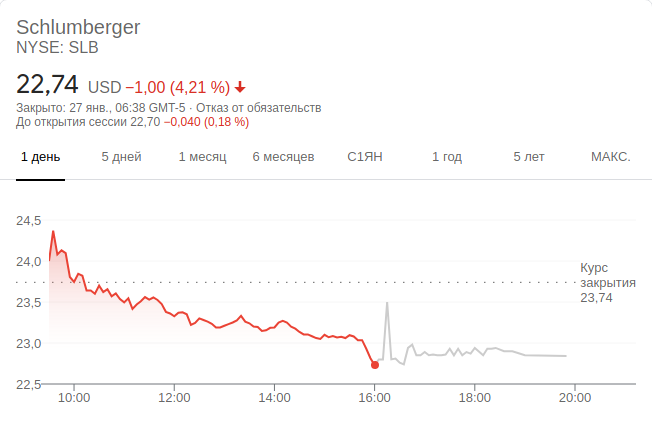 Schlumberger
NYSE: SLB
22,74 USD −1,00 (4,21 %)
Закрыто: 27 янв., 06:38 GMT-5 · Отказ от обязательств
До открытия сессии 22,70 −0,040 (0,18 %)
1 день 5 дней 1 месяц 6 месяцев С1ЯН 1 год 5 лет МАКС.
24,5
24,0
23,5
23,0
22,5
Курс
закрытия
23,74
10:00 12:00 14:00 16:00 18:00 20:00